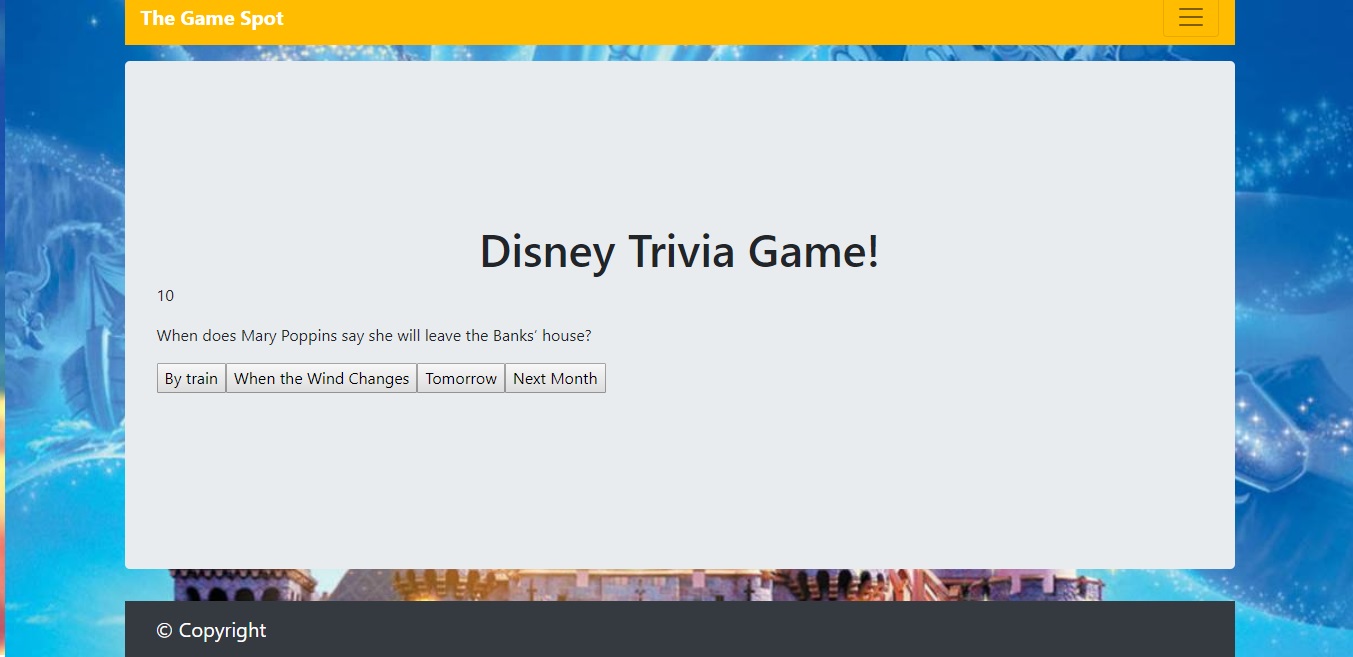 The Game Spot
Disney Trivia Game!
10
When does Mary Poppins say she will leave the Banks’ house?
By train When the Wind Changes Tomorrow Next Month
© Copyright